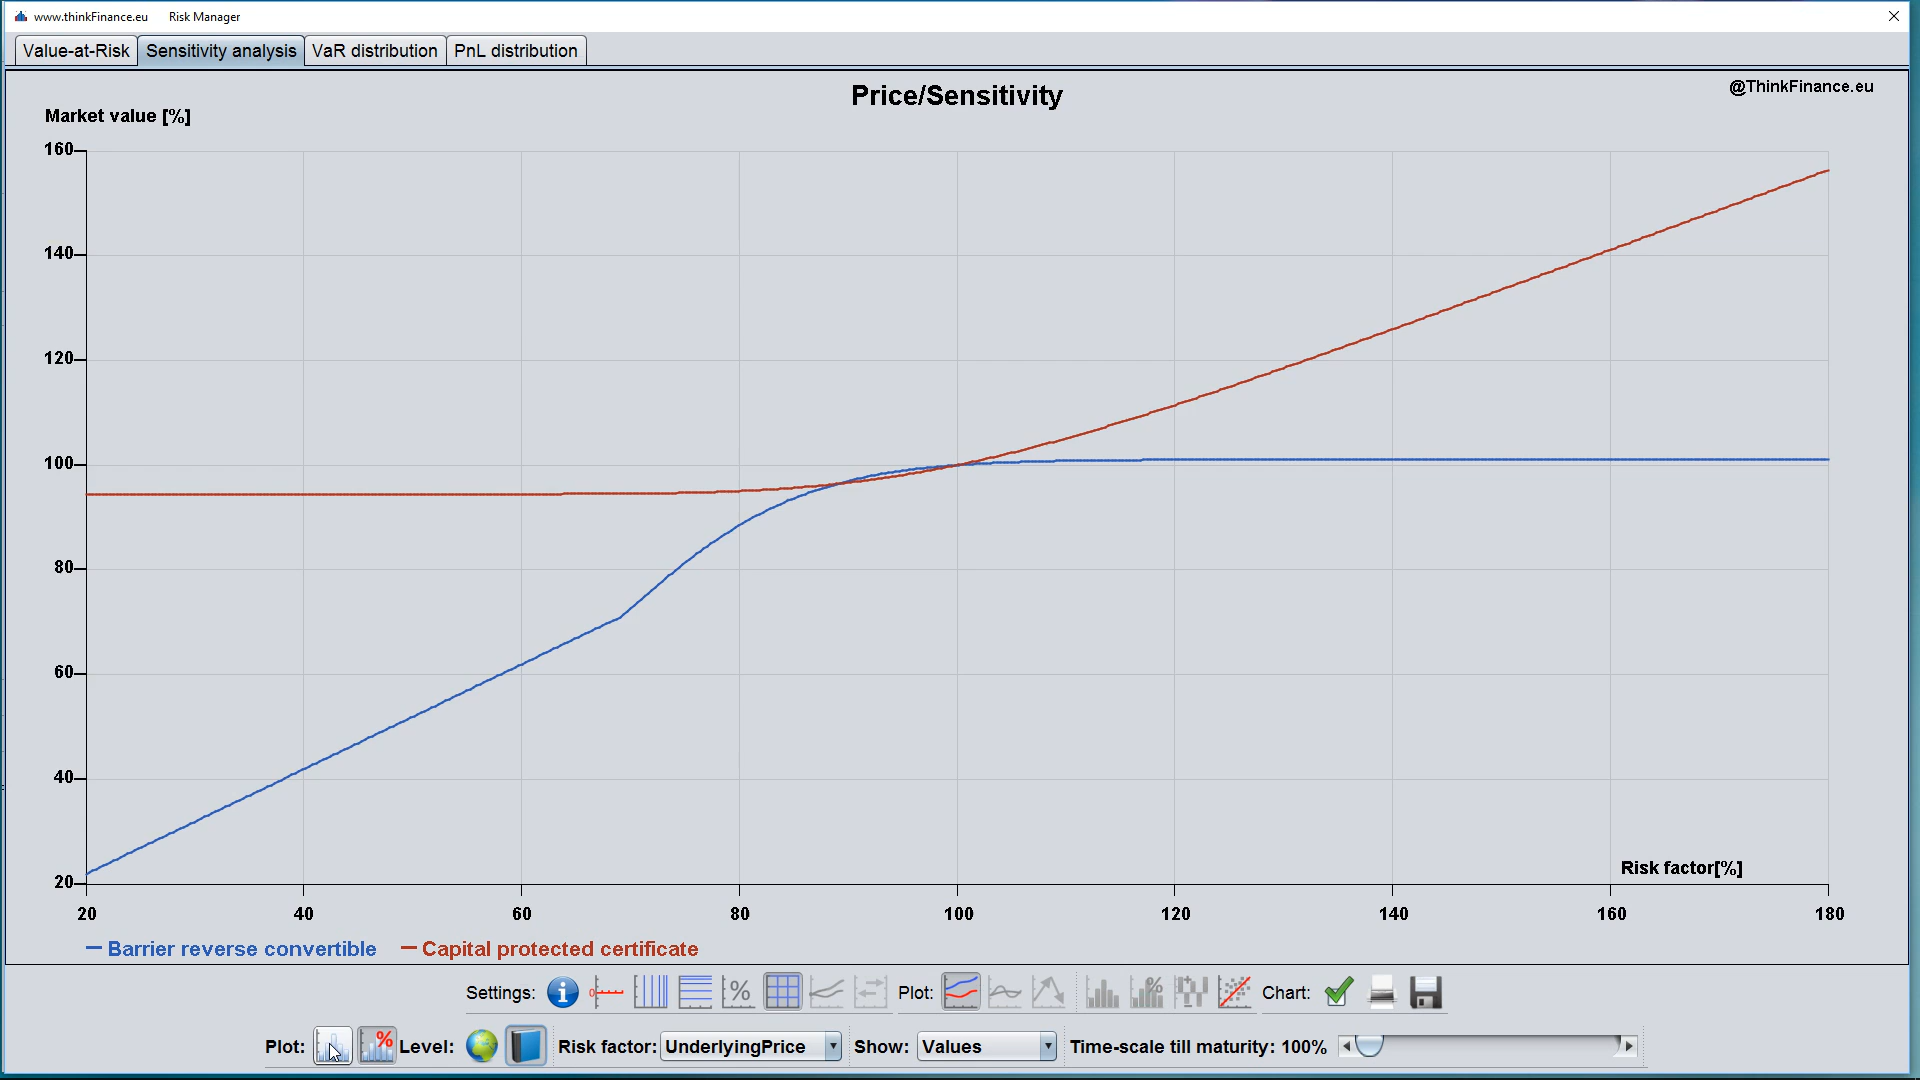 www.thinkFinance.eu Risk Manager
Value-at-Risk Sensitivity analysis VaR distribution PnL distribution
Price/Sensitivity
@ThinkFinance.eu
Market value [%]
160
140
120
100
80
60
40
20
Risk factor[%]
20 40 60 80 100 120 140 160 180
Barrier reverse convertible Capital protected certificate
Settings: i 0 % Plot: % Chart:
Plot: % Level: Risk factor: UnderlyingPrice Show: Values Time-scale till maturity: 100%